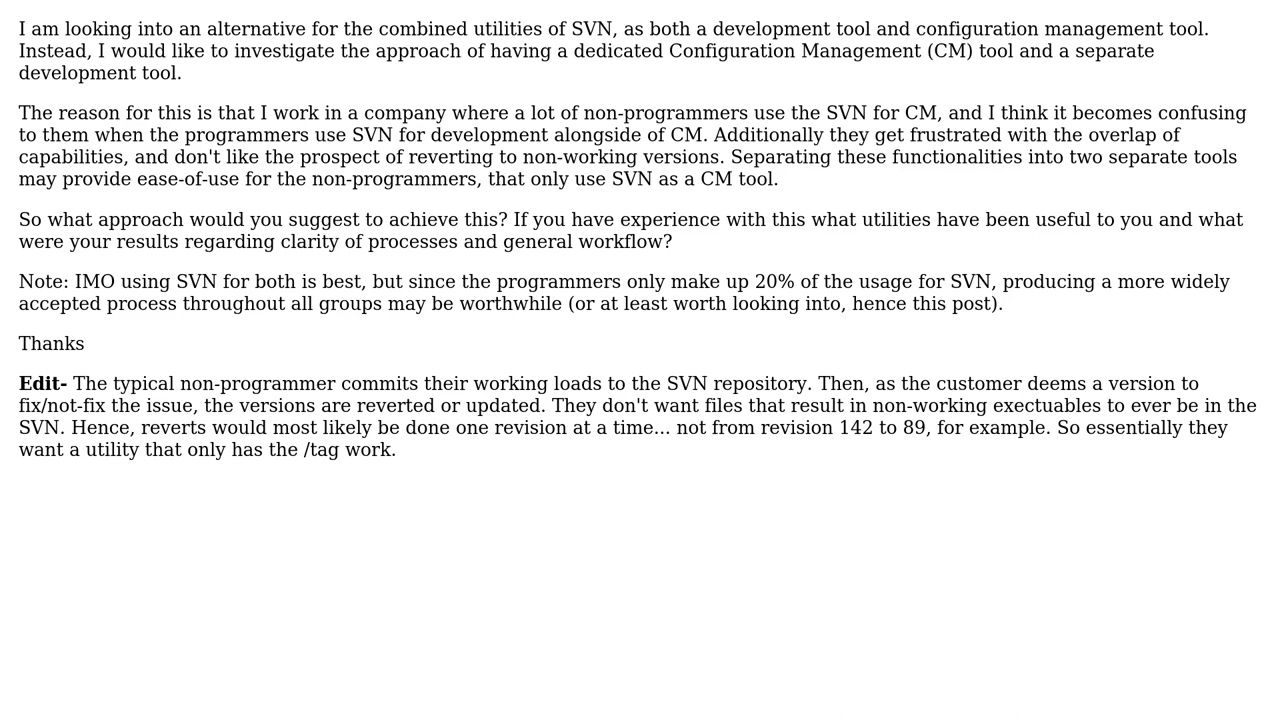 I am looking into an alternative for the combined utilities of SVN, as both a development tool and configuration management tool.
Instead, I would like to investigate the approach of having a dedicated Configuration Management (CM) tool and a separate
development tool.
The reason for this is that I work in a company where a lot of non-programmers use the SVN for CM, and I think it becomes confusing
to them when the programmers use SVN for development alongside of CM. Additionally they get frustrated with the overlap of
capabilities, and don't like the prospect of reverting to non-working versions. Separating these functionalities into two separate tools
may provide ease-of-use for the non-programmers, that only use SVN as a CM tool.
So what approach would you suggest to achieve this? If you have experience with this what utilities have been useful to you and what
were your results regarding clarity of processes and general workflow?
Note: IMO using SVN for both is best, but since the programmers only make up 20% of the usage for SVN, producing a more widely
accepted process throughout all groups may be worthwhile (or at least worth looking into, hence this post).
Thanks
Edit- The typical non-programmer commits their working loads to the SVN repository. Then, as the customer deems a version to
fix/not-fix the issue, the versions are reverted or updated. They don't want files that result in non-working exectuables to ever be in the
SVN. Hence, reverts would most likely be done one revision at a time... not from revision 142 to 89, for example. So essentially they
want a utility that only has the /tag work.